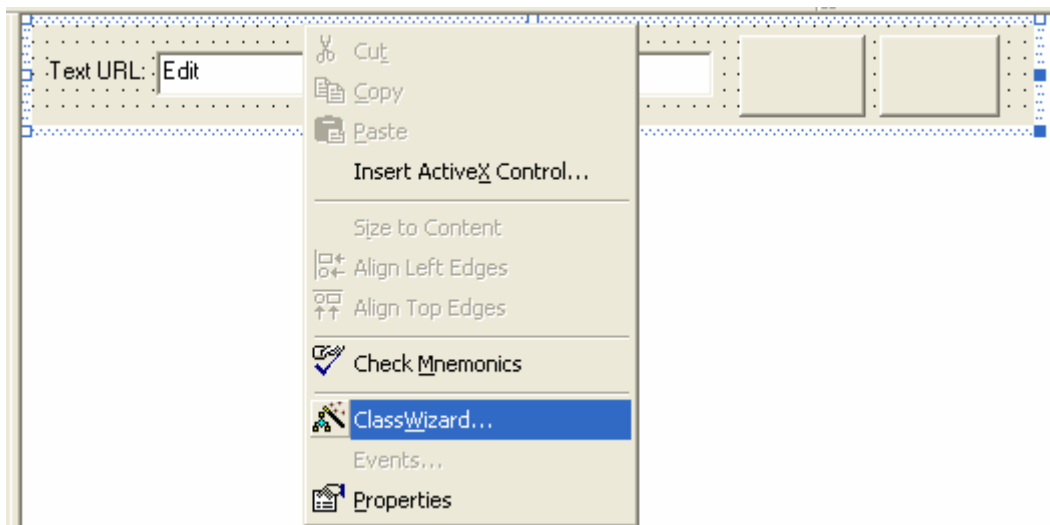 Text URL: Edit
Cut
Copy
Paste
Insert ActiveX Control...
Size to Content
Align Left Edges
Align Top Edges
Check Mnemonics
ClassWizard...
Events...
Properties